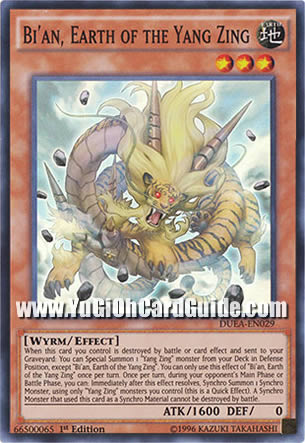 BI'AN, EARTH OF THE YANG ZING
EARTH
地
www.YuGiOhCardGuide.com
DUEA-EN029
[WYRM/EFFECT]
When this card you control is destroyed by battle or card effect and sent to your
Graveyard: You can Special Summon 1 "Yang Zing" monster from your Deck in Defense
Position, except "Bi'an, Earth of the Yang Zing". You can only use this effect of "Bi'an, Earth
of the Yang Zing" once per turn. Once per turn, during your opponent's Main Phase or
Battle Phase, you can: Immediately after this effect resolves, Synchro Summon 1 Synchro
Monster, using only "Yang Zing" monsters you control (this is a Quick Effect). A Synchro
Monster that used this card as a Synchro Material cannot be destroyed by battle.
ATK/1600 DEF/ 0
66500065 1st Edition ©1996 KAZUKI TAKAHASHI